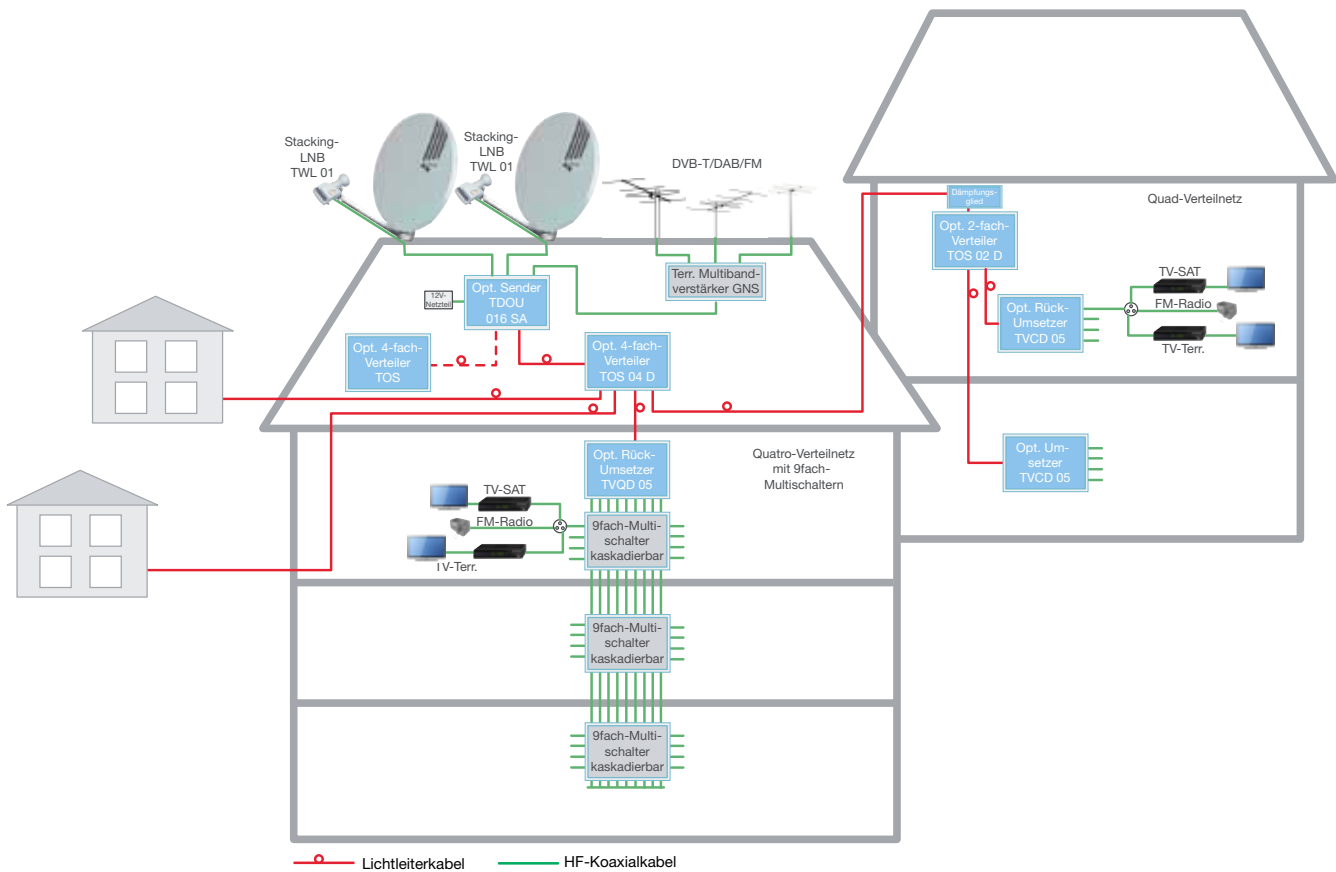 Stacking-
LNB
TWL 01
Stacking-
LNB
TWL 01
DVB-T/DAB/FM
Dämpfungs-
glied
Quad-Verteilnetz
Opt. 2-fach-
Verteiler
TOS 02 D
Terr. Multiband-
verstärker GNS
12V-
Netzteil
Opt. Sender
TDOU
016 SA
TV-SAT
FM-Radio
TV-Terr.
Opt. Rück-
Umsetzer
TVCD 05
Opt. 4-fach-
Verteiler
TOS
Opt. 4-fach-
Verteiler
TOS 04 D
Opt. Um-
setzer
TVCD 05
Opt. Rück-
Umsetzer
TVQD 05
Quatro-Verteilnetz
mit 9fach-
Multischaltern
TV-SAT
FM-Radio
TV-Terr.
9fach-Multi-
schalter
kaskadierbar
9fach-Multi-
schalter
kaskadierbar
9fach-Multi-
schalter
kaskadierbar
Lichtleiterkabel
HF-Koaxialkabel